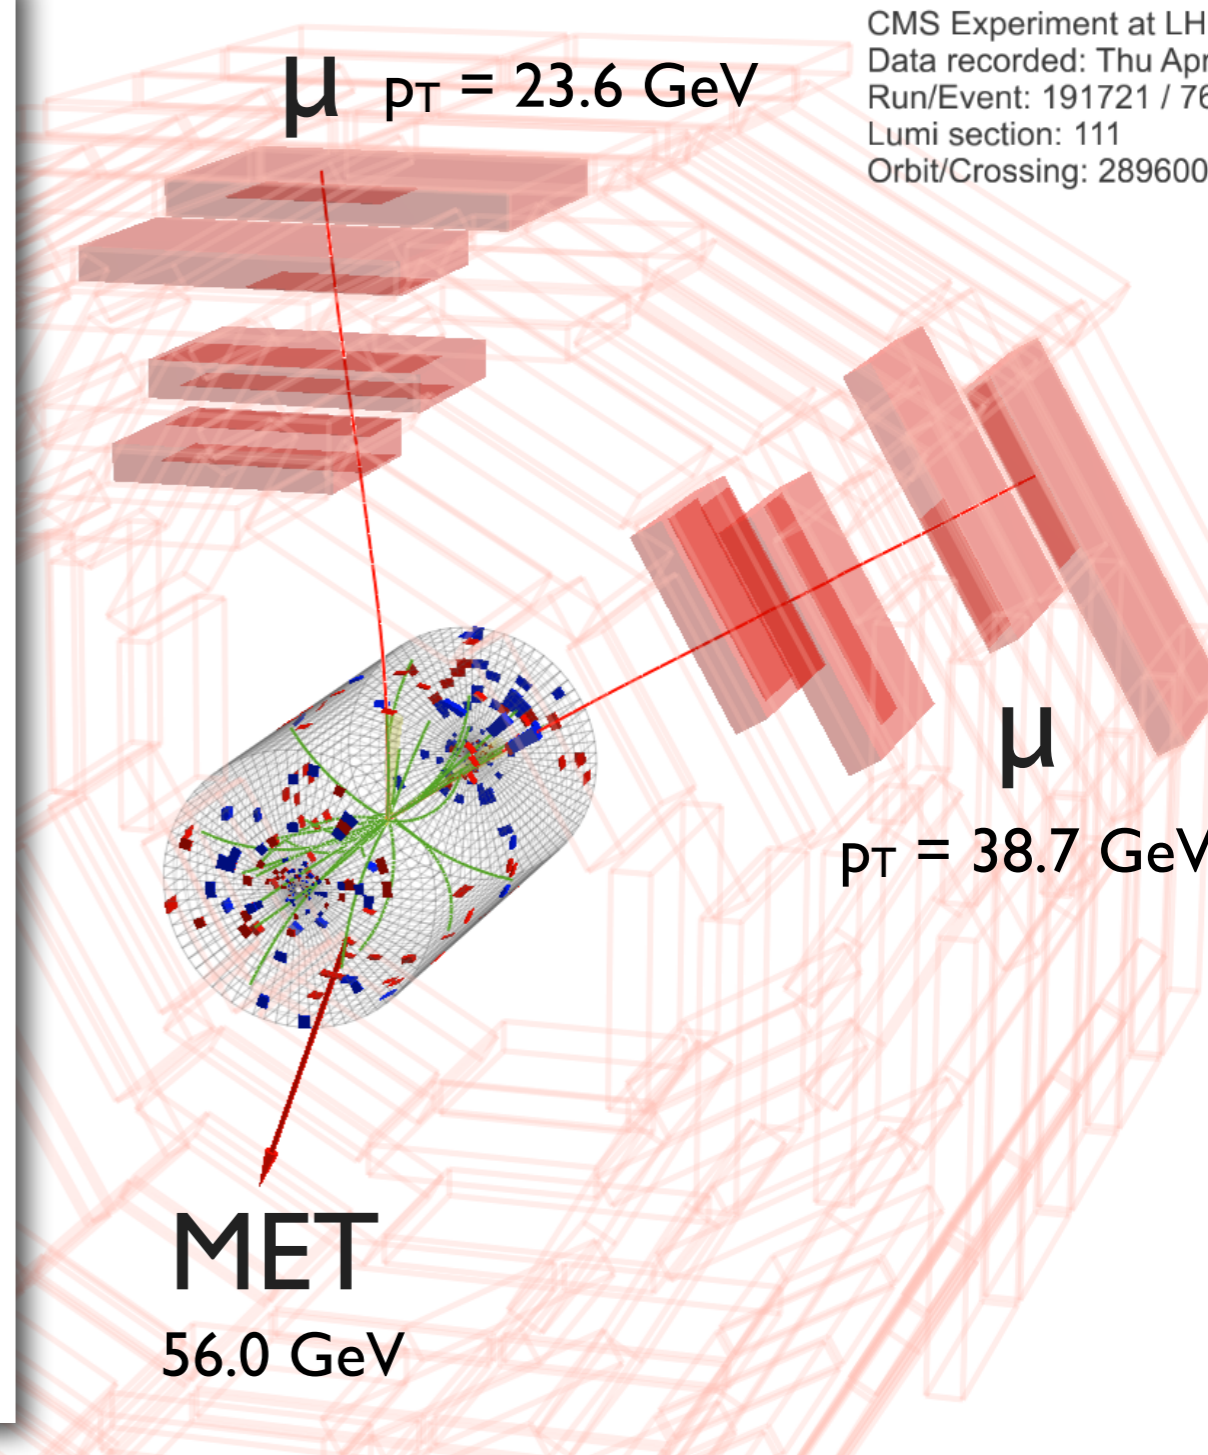 μ pT = 23.6 GeV
CMS Experiment at LH
Data recorded: Thu Apr
Run/Event: 191721 / 76
Lumi section: 111
Orbit/Crossing: 289600
μ
pT = 38.7 GeV
MET
56.0 GeV